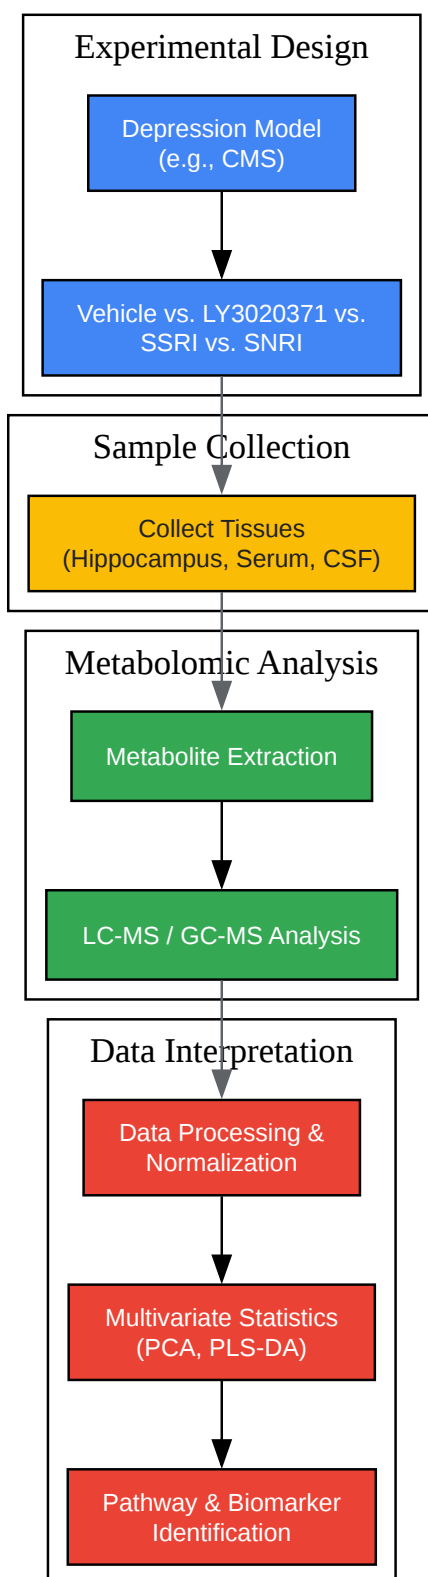 Experimental Design
Depression Model
(e.g., CMS)
Vehicle vs. LY3020371 vs.
SSRI vs. SNRI
Sample Collection
Collect Tissues
(Hippocampus, Serum, CSF)
Metabolomic Analysis
Metabolite Extraction
LC-MS / GC-MS Analysis
Data Interpretation
Data Processing &
Normalization
Multivariate Statistics
(PCA, PLS-DA)
Pathway & Biomarker
Identification